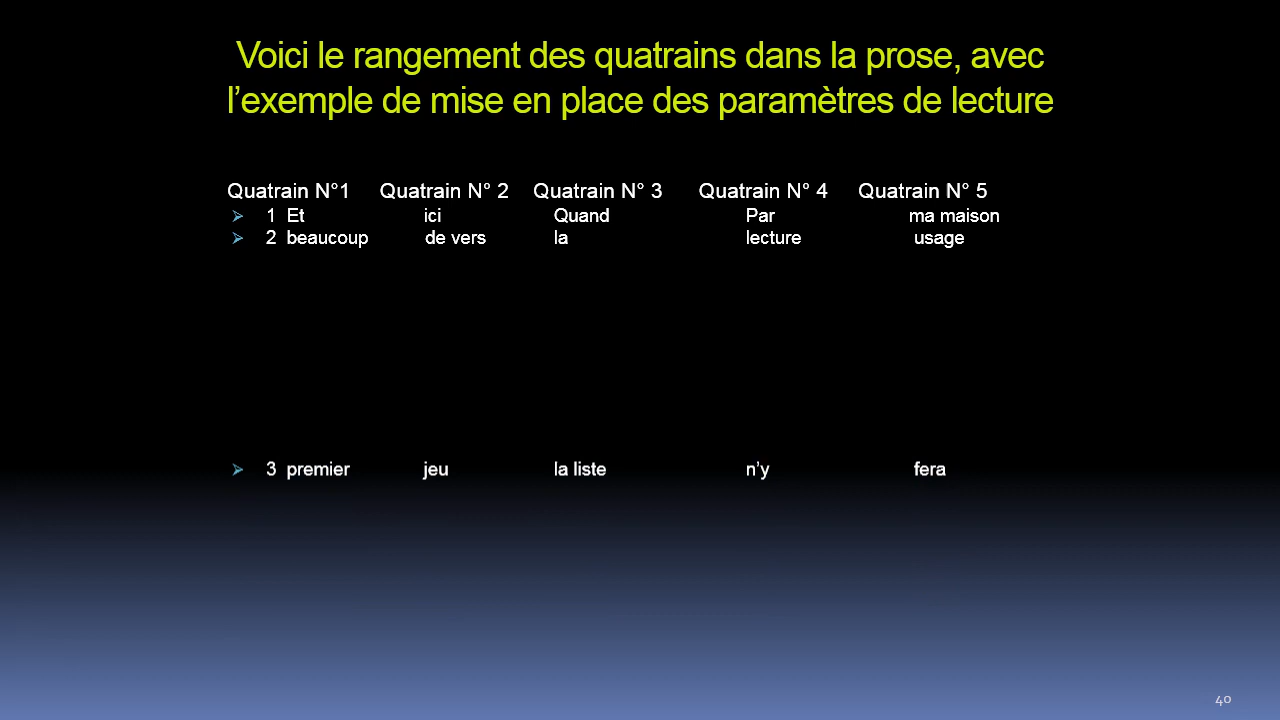 Voici le rangement des quatrains dans la prose, avec
l’exemple de mise en place des paramètres de lecture
Quatrain N°1 Quatrain N° 2 Quatrain N° 3 Quatrain N° 4 Quatrain N° 5
1 Et ici Quand Par ma maison
2 beaucoup de vers la lecture usage
3 premier jeu la liste n’y fera
40